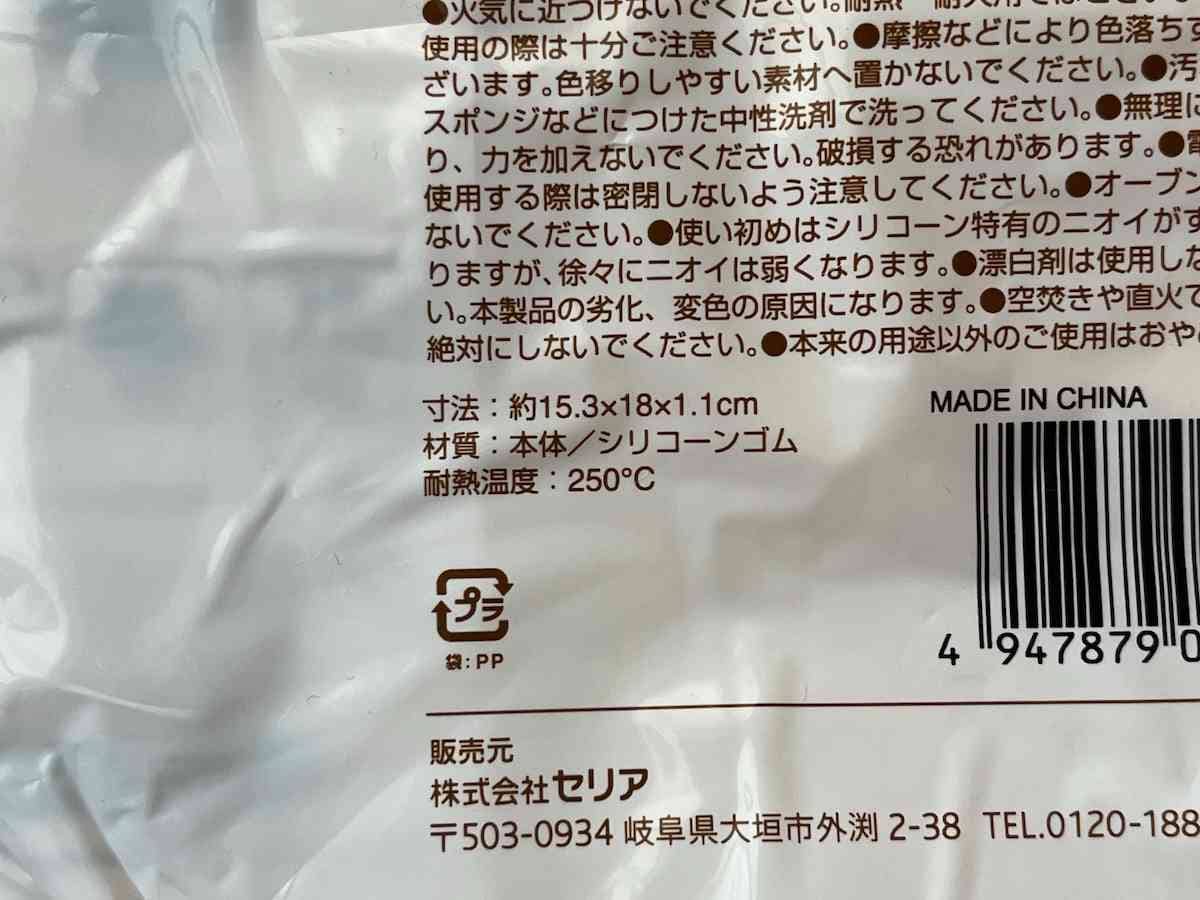 ●火気に近づけないでください。耐熱
使用の際は十分ご注意ください。●摩擦などにより色落ちす
ざいます。色移りしやすい素材へ置かないでください。●汚
スポンジなどにつけた中性洗剤で洗ってください。●無理に
り、力を加えないでください。破損する恐れがあります。●電
使用する際は密閉しないよう注意してください。●オーブン
ないでください。●使い初めはシリコーン特有のニオイがす
りますが、徐々にニオイは弱くなります。●漂白剤は使用しな
い。本製品の劣化、変色の原因になります。●空焚きや直火で
絶対にしないでください。●本来の用途以外のご使用はおや
寸法：約15.3×18×1.1cm
材質：本体／シリコーンゴム
耐熱温度：250℃
MADE IN CHINA
4 947879 0
プラ
袋：PP
販売元
株式会社セリア
〒503-0934 岐阜県大垣市外渕 2-38 TEL.0120-188